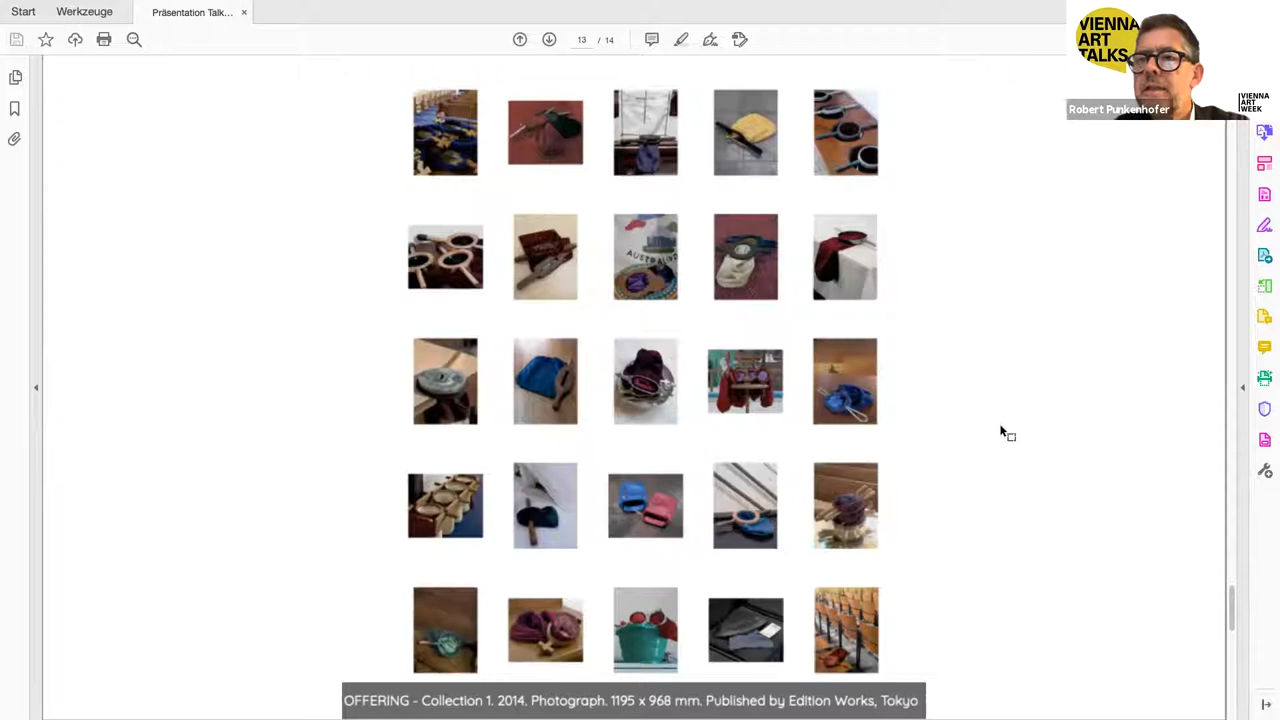 Start
Werkzeuge
Präsentation Talk...
13 / 14
VIENNA
ART
TALKS
Robert Punkenhofer
VIENNA
ART
WEEK
AUSTRALIA
OFFERING - Collection 1. 2014. Photograph. 1195 x 968 mm. Published by Edition Works, Tokyo